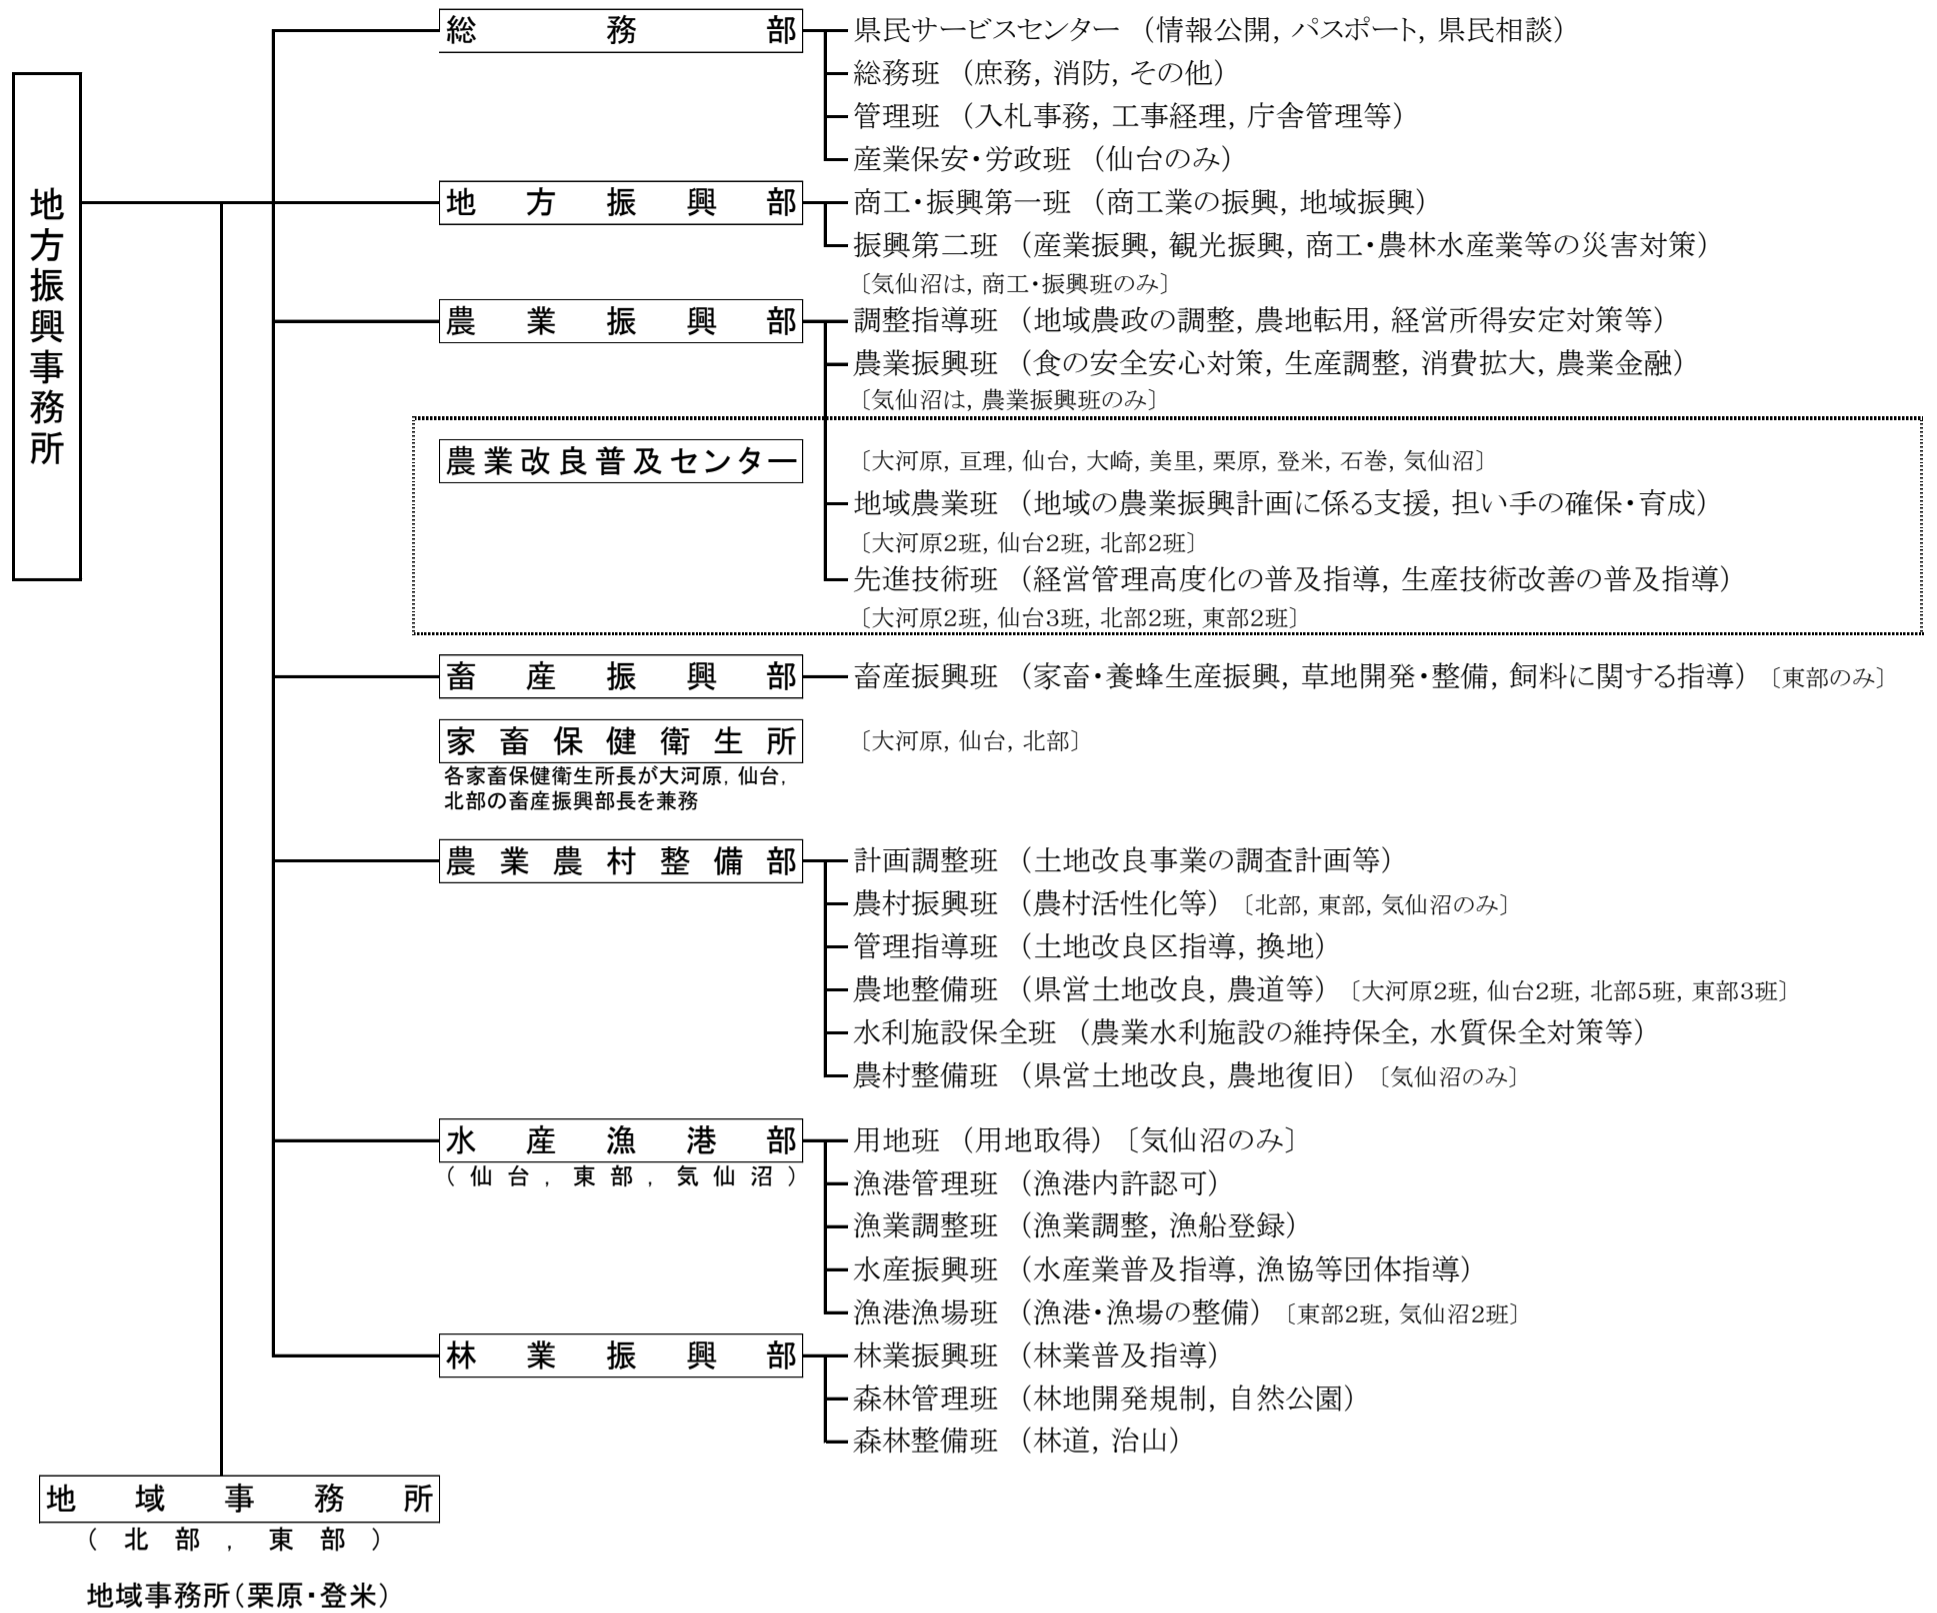 地方振興事務所
総務部
県民サービスセンター （情報公開, パスポート, 県民相談）
総務班 （庶務, 消防, その他）
管理班 （入札事務, 工事経理, 庁舎管理等）
産業保安・労政班 （仙台のみ）
地方振興部
商工・振興第一班 （商工業の振興, 地域振興）
振興第二班 （産業振興, 観光振興, 商工・農林水産業等の災害対策）
〔気仙沼は, 商工・振興班のみ〕
農業振興部
調整指導班 （地域農政の調整, 農地転用, 経営所得安定対策等）
農業振興班 （食の安全安心対策, 生産調整, 消費拡大, 農業金融）
〔気仙沼は, 農業振興班のみ〕
農業改良普及センター
〔大河原, 亘理, 仙台, 大崎, 美里, 栗原, 登米, 石巻, 気仙沼〕
地域農業班 （地域の農業振興計画に係る支援, 担い手の確保・育成）
〔大河原2班, 仙台2班, 北部2班〕
先進技術班 （経営管理高度化の普及指導, 生産技術改善の普及指導）
〔大河原2班, 仙台3班, 北部2班, 東部2班〕
畜産振興部
畜産振興班 （家畜・養蜂生産振興, 草地開発・整備, 飼料に関する指導）〔東部のみ〕
家畜保健衛生所
〔大河原, 仙台, 北部〕
各家畜保健衛生所長が大河原, 仙台,
北部の畜産振興部長を兼務
農業農村整備部
計画調整班 （土地改良事業の調査計画等）
農村振興班 （農村活性化等）〔北部, 東部, 気仙沼のみ〕
管理指導班 （土地改良区指導, 換地）
農地整備班 （県営土地改良, 農道等）〔大河原2班, 仙台2班, 北部5班, 東部3班〕
水利施設保全班 （農業水利施設の維持保全, 水質保全対策等）
農村整備班 （県営土地改良, 農地復旧）〔気仙沼のみ〕
水産漁港部
（仙台, 東部, 気仙沼）
用地班 （用地取得）〔気仙沼のみ〕
漁港管理班 （漁港内許認可）
漁業調整班 （漁業調整, 漁船登録）
水産振興班 （水産業普及指導, 漁協等団体指導）
漁港漁場班 （漁港・漁場の整備）〔東部2班, 気仙沼2班〕
林業振興部
林業振興班 （林業普及指導）
森林管理班 （林地開発規制, 自然公園）
森林整備班 （林道, 治山）
地域事務所
（北部, 東部）
地域事務所（栗原・登米）